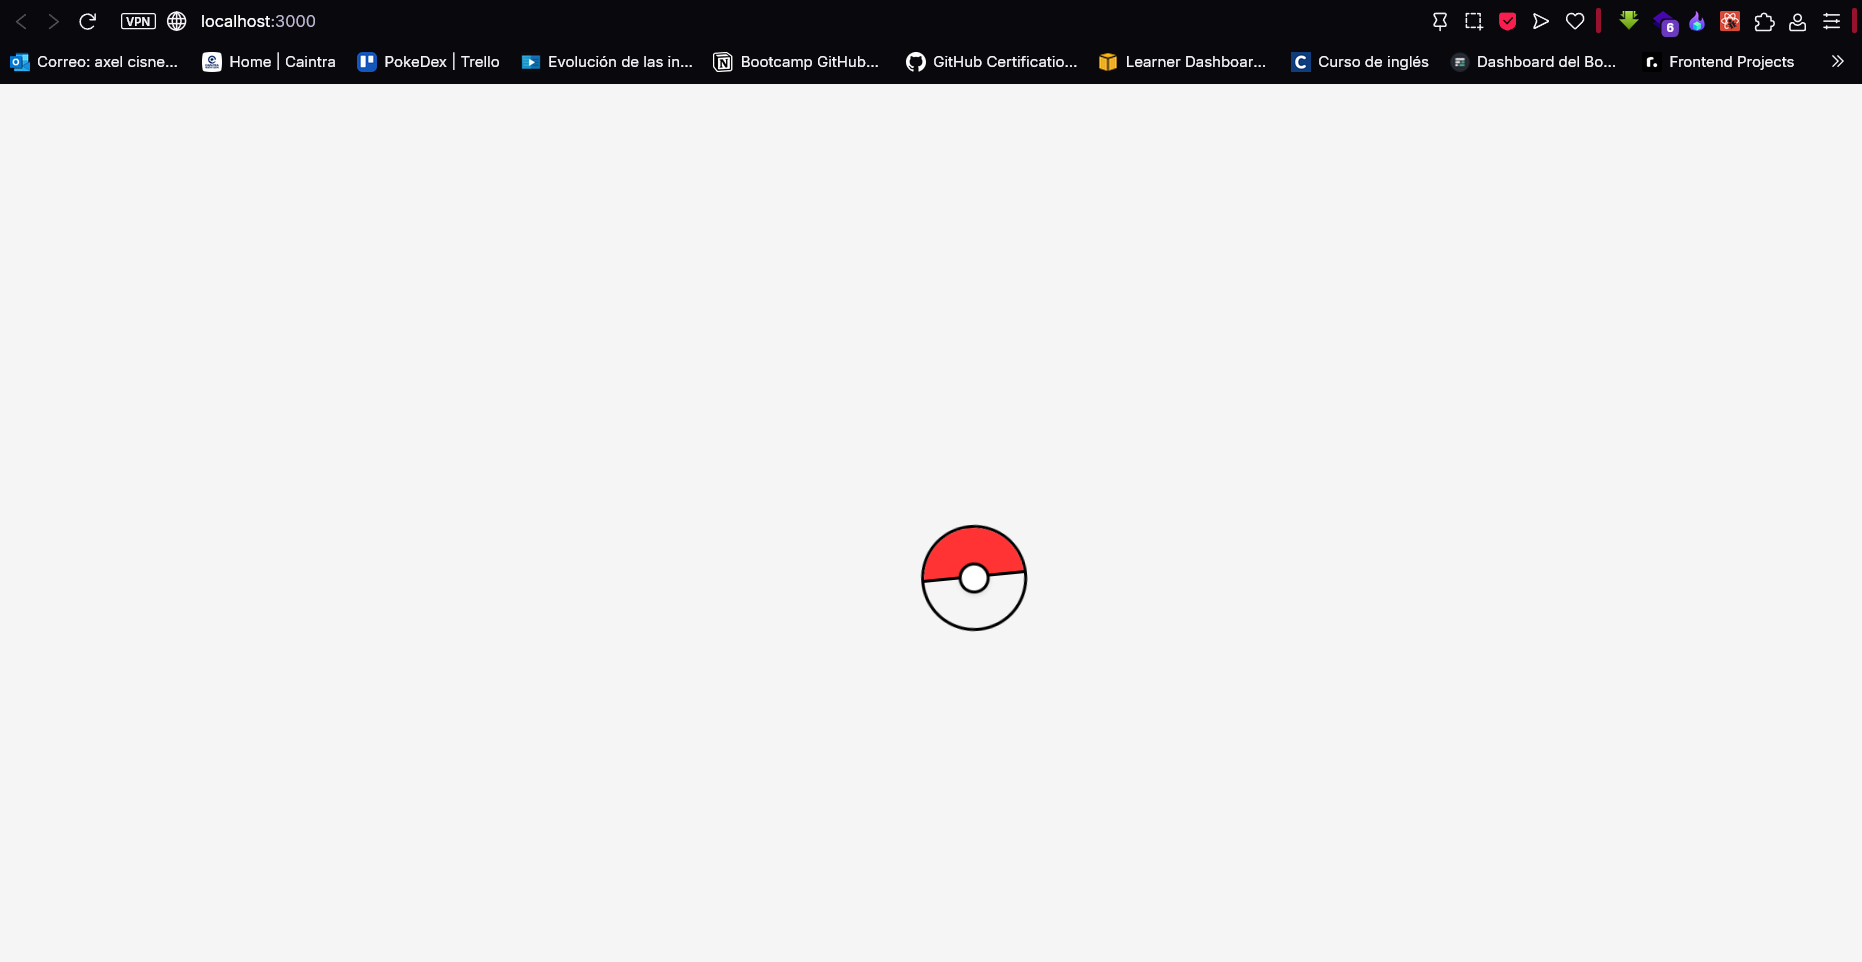 VPN localhost:3000
6
Correo: axel cisne... Home | Caintra PokeDex | Trello Evolución de las in... Bootcamp GitHub... GitHub Certificatio... Learner Dashboar... Curso de inglés Dashboard del Bo... Frontend Projects